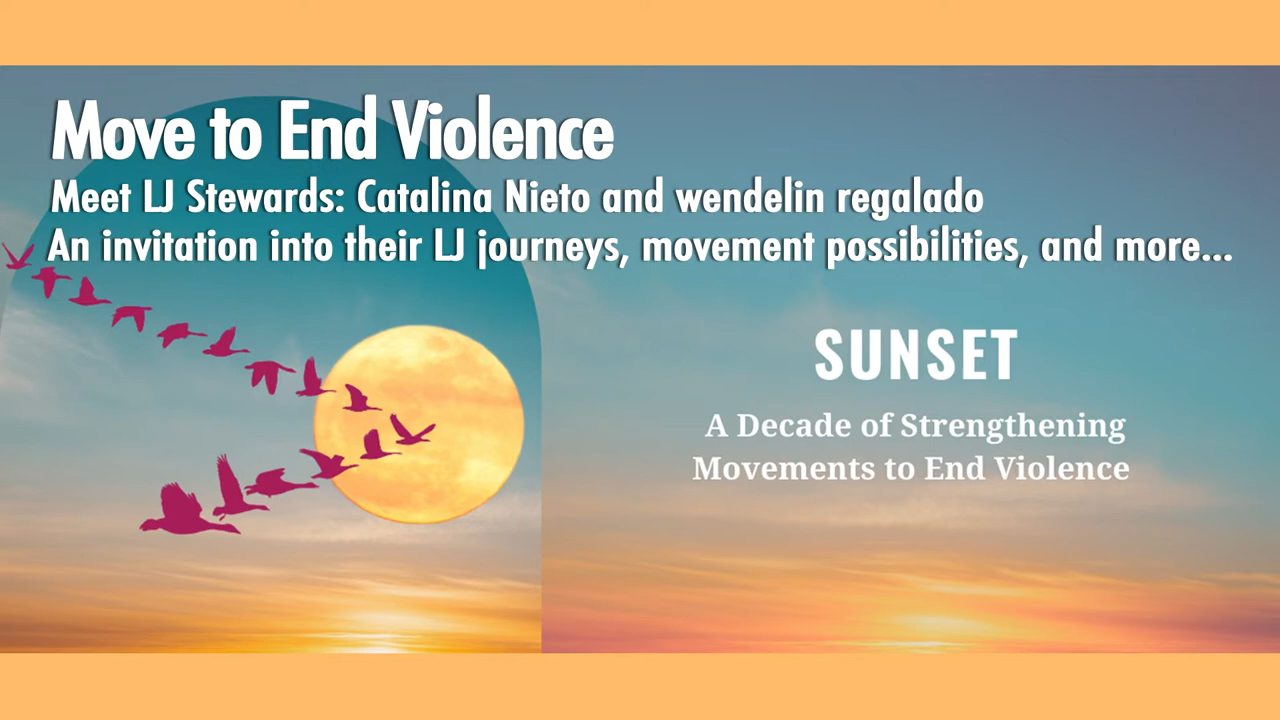 Move to End Violence
Meet LJ Stewards: Catalina Nieto and wendelin regalado
An invitation into their LJ journeys, movement possibilities, and more...
SUNSET
A Decade of Strengthening
Movements to End Violence